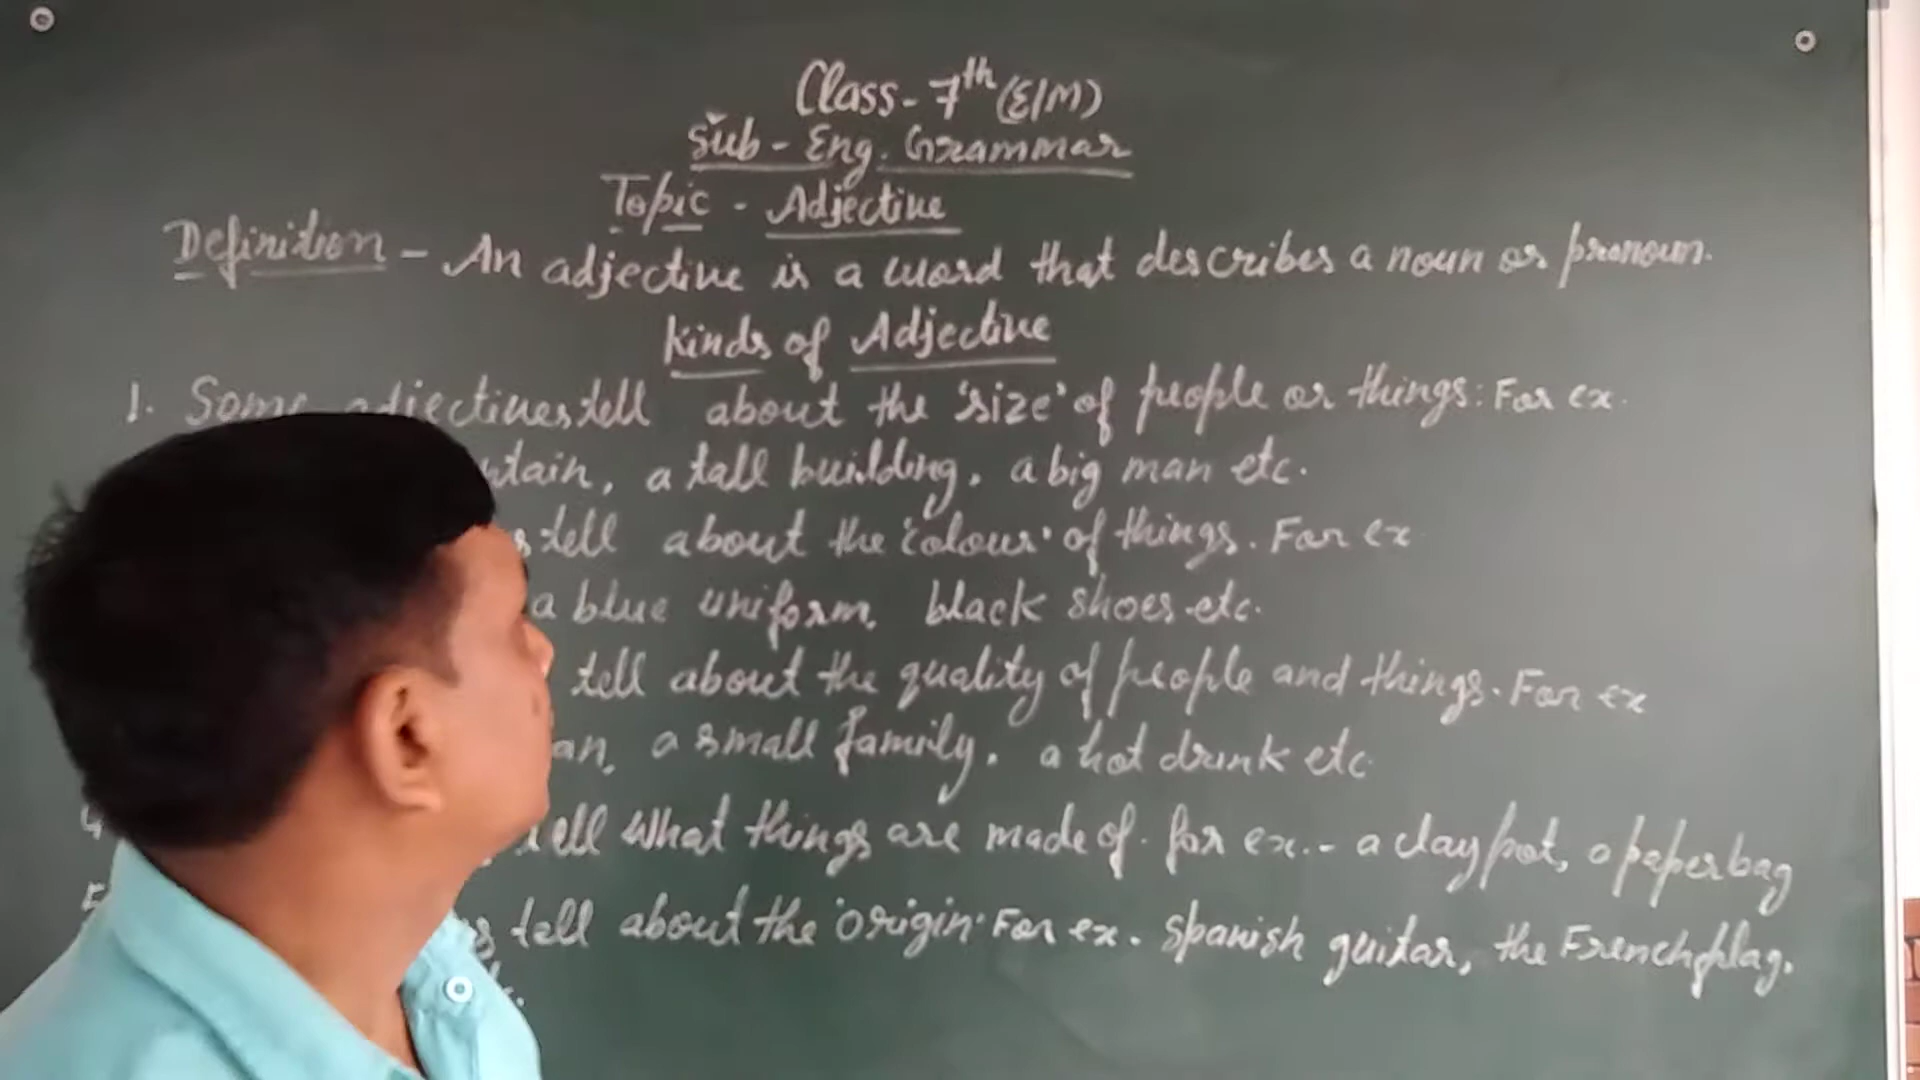 Class - 7th (E/M)
Sub - Eng. Grammar
Topic - Adjective
Definition - An adjective is a word that describes a noun or pronoun.
Kinds of Adjective
1. Some adjectives tell about the 'size' of people or things: For ex.
a tall building, a big man etc.
tell about the 'colour' of things. For ex
a blue uniform, black shoes etc.
tell about the quality of people and things. For ex
a small family, a hot drink etc
tell what things are made of. for ex.- a clay pot, a paper bag
tell about the 'origin'. For ex. Spanish guitar, the French flag.